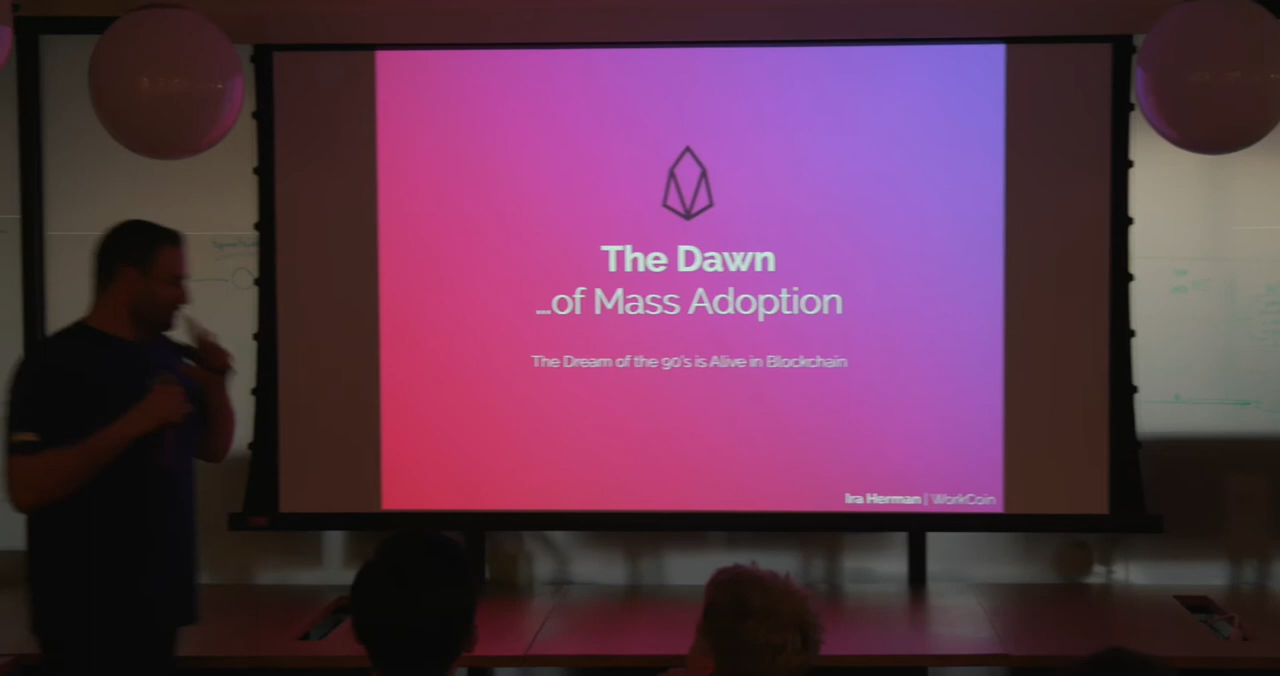 The Dawn
...of Mass Adoption
The Dream of the 90's is Alive in Blockchain
Ira Herman | WorkCoin